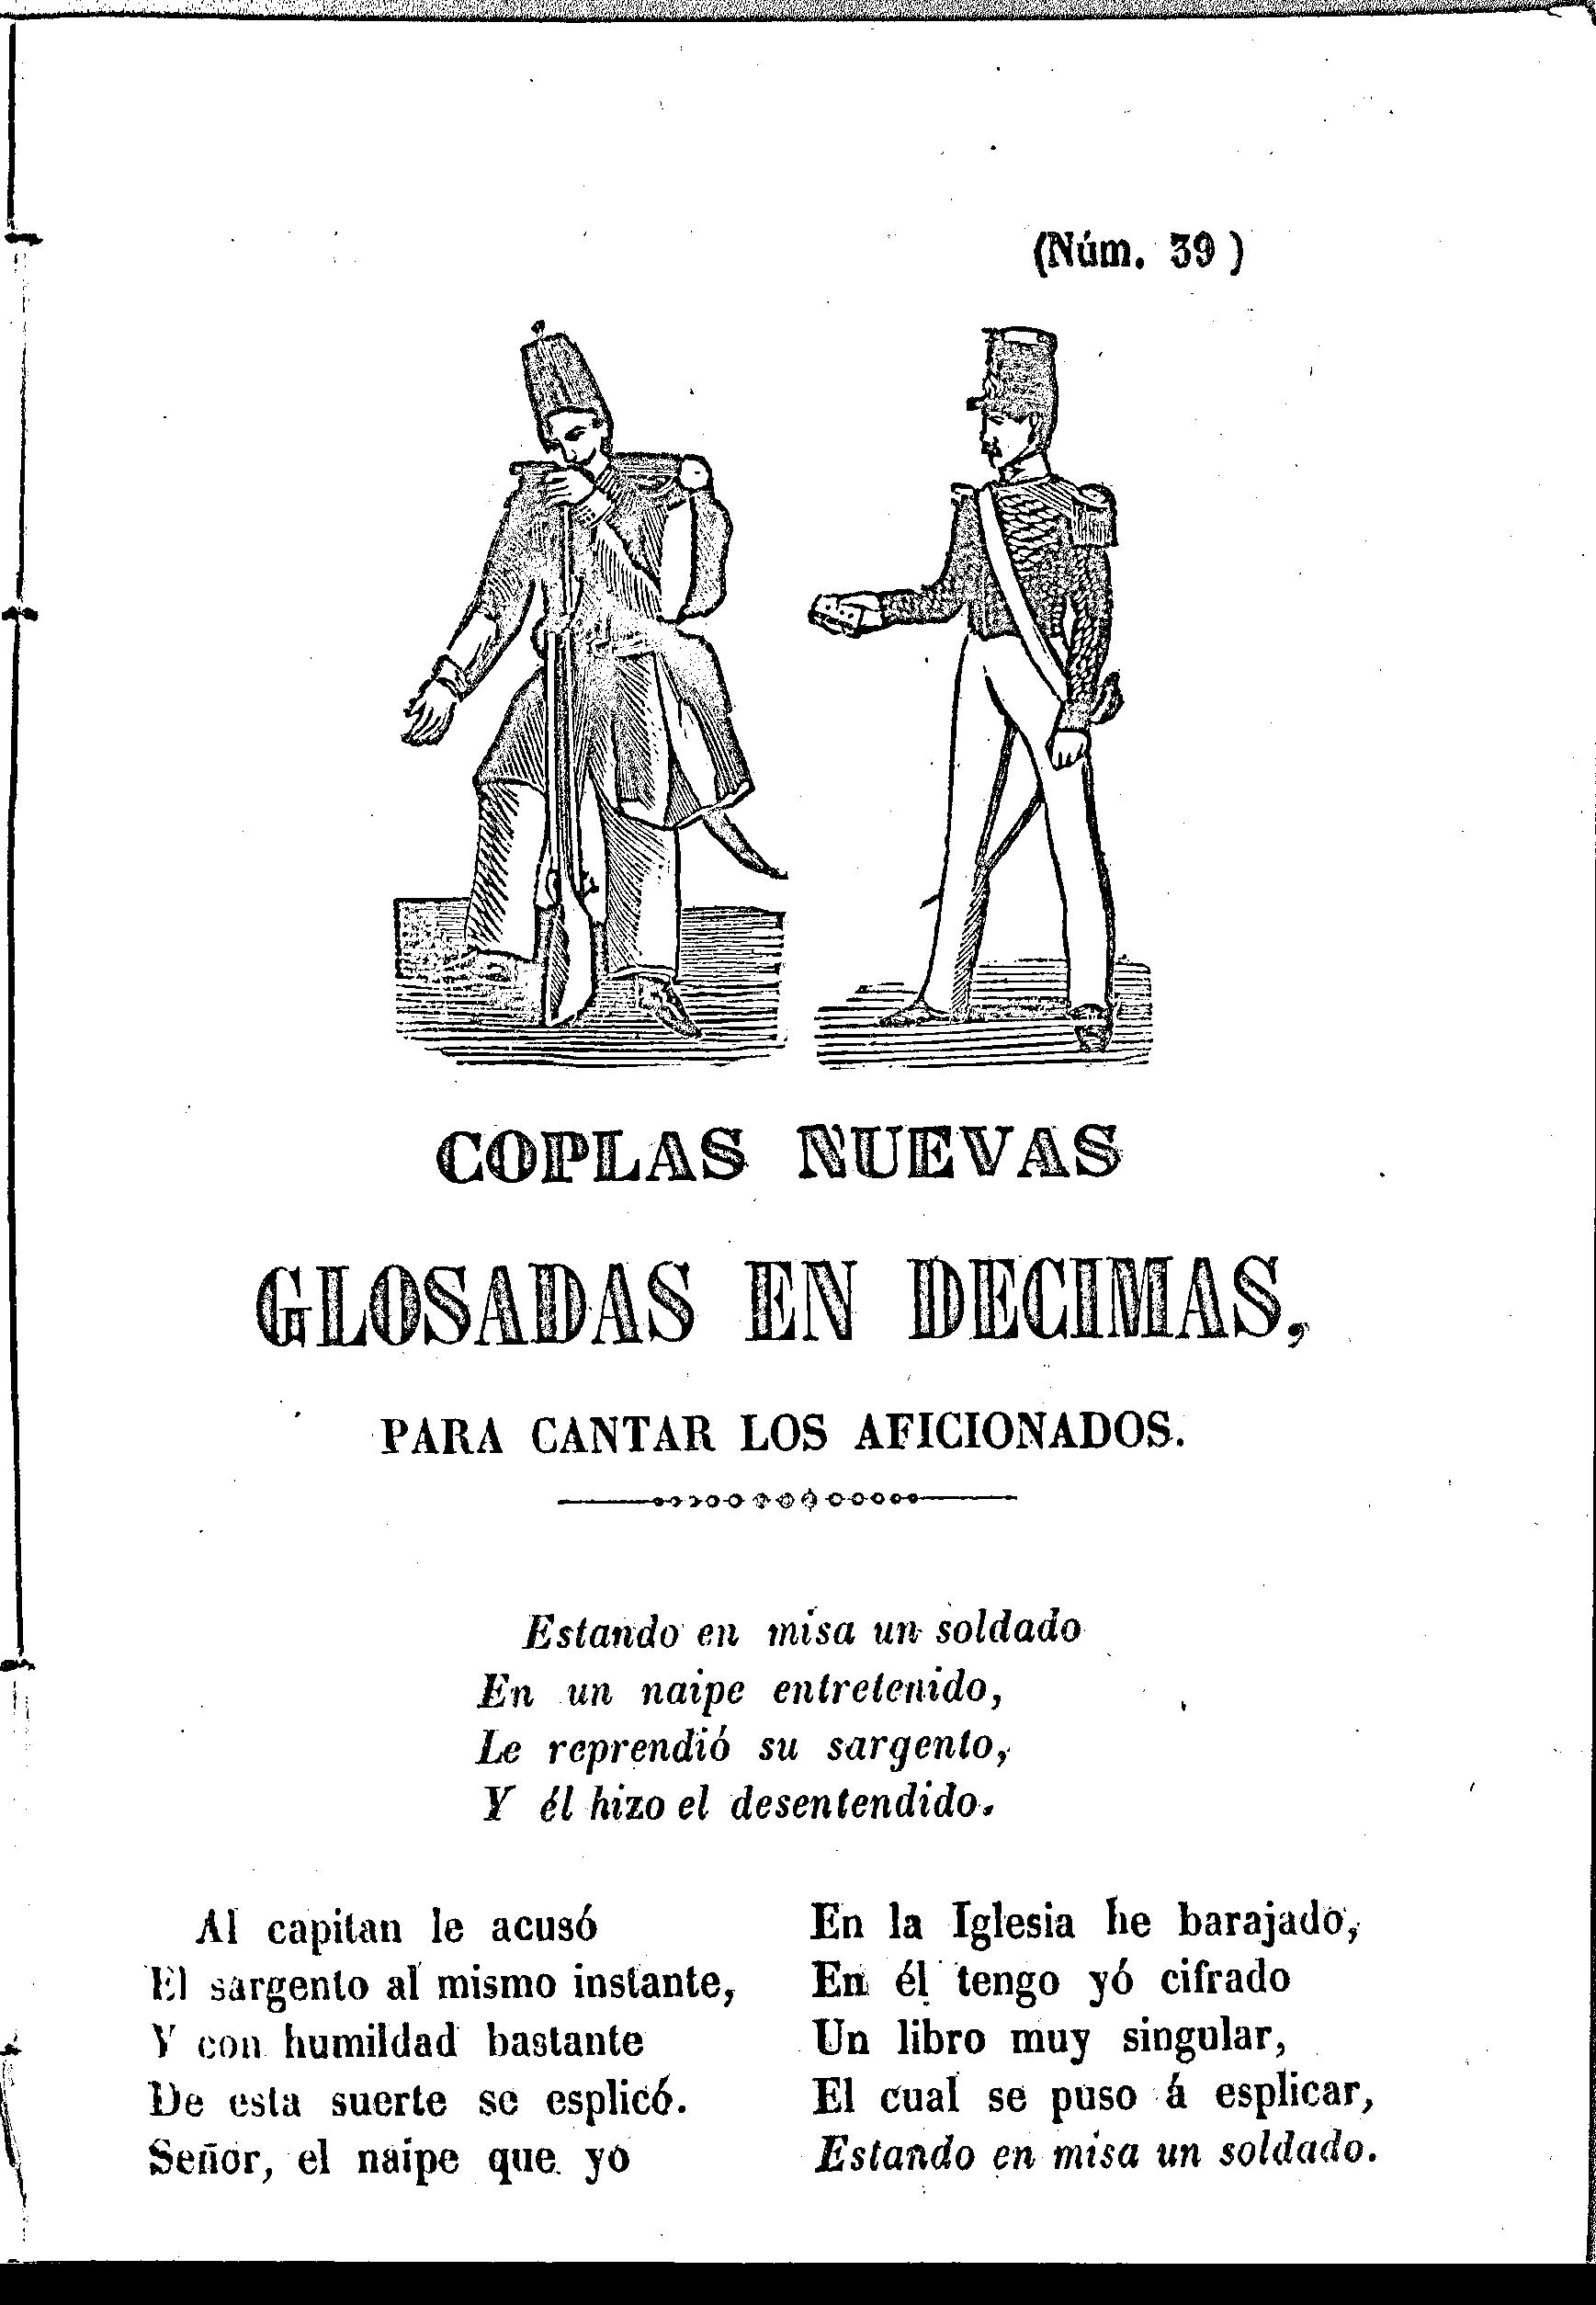 (Núm. 39)
COPLAS NUEVAS
GLOSADAS EN DECIMAS,
PARA CANTAR LOS AFICIONADOS.
Estando en misa un soldado
En un naipe entretenido,
Le reprendió su sargento,
Y él hizo el desentendido.
Al capitan le acusó
El sargento al mismo instante,
Y con humildad bastante
De esta suerte se esplicó.
Señor, el naipe que yo
En la Iglesia he barajado,
En él tengo yó cifrado
Un libro muy singular,
El cual se puso á esplicar,
Estando en misa un soldado.